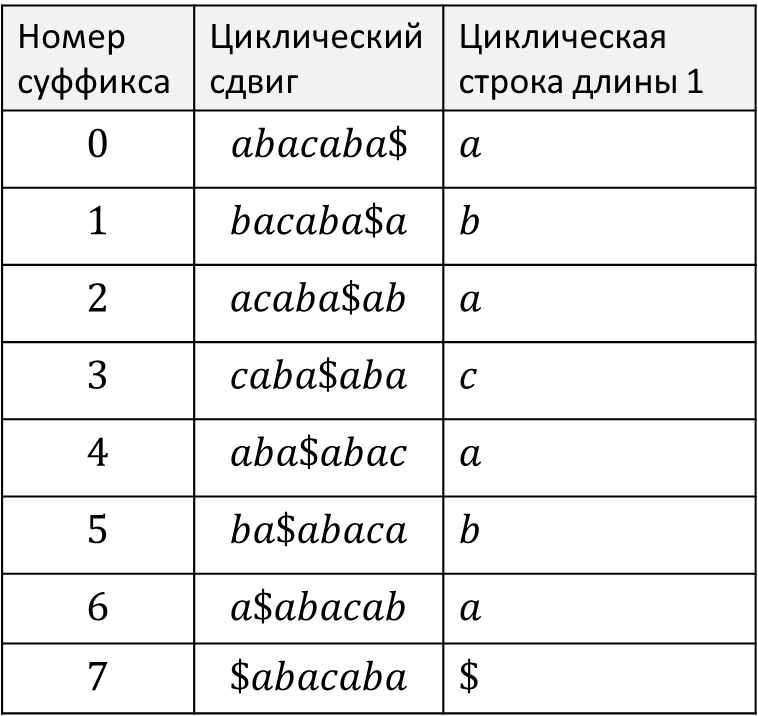 Номер суффикса Циклический сдвиг Циклическая строка длины 1
0 abacaba$ a
1 bacaba$a b
2 acaba$ab a
3 caba$aba c
4 aba$abac a
5 ba$abaca b
6 a$abacab a
7 $abacaba $